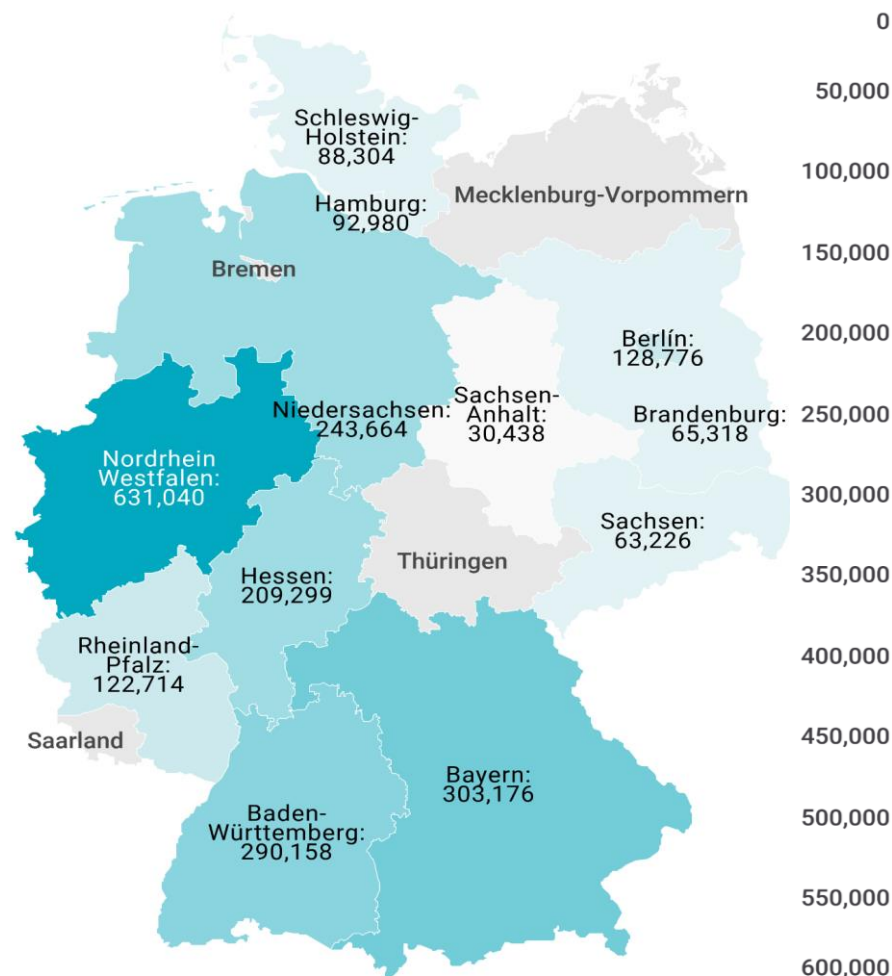 0
50,000
Schleswig-
Holstein:
88,304
100,000
Mecklenburg-Vorpommern
Hamburg:
92,980
150,000
Bremen
200,000
Berlín:
128,776
Sachsen-
Anhalt:
30,438
Niedersachsen:
243,664
Brandenburg:
65,318
250,000
Nordrhein
Westfalen:
631,040
300,000
Sachsen:
63,226
Thüringen
Hessen:
209,299
350,000
Rheinland-
Pfalz:
122,714
400,000
Saarland
450,000
Bayern:
303,176
Baden-
Württemberg:
290,158
500,000
550,000
600,000